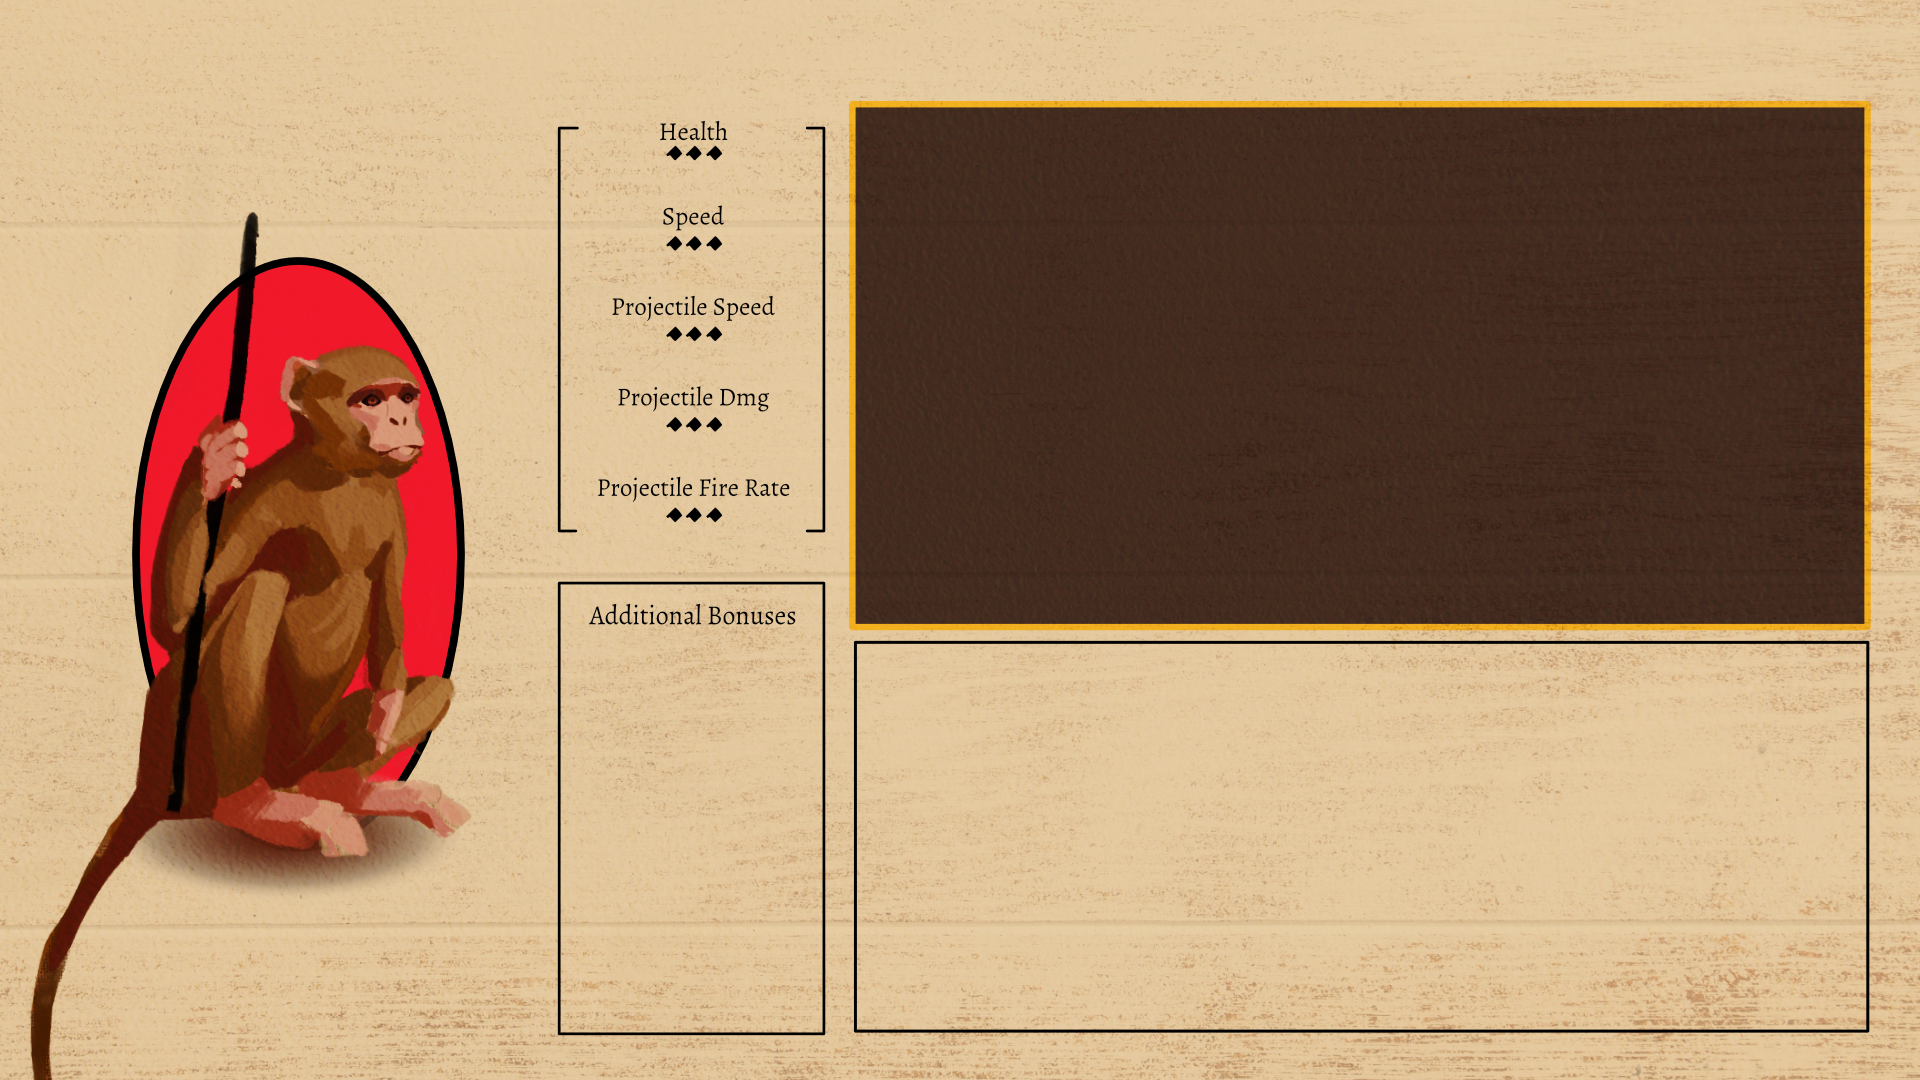 Health
Speed
Projectile Speed
Projectile Dmg
Projectile Fire Rate
Additional Bonuses